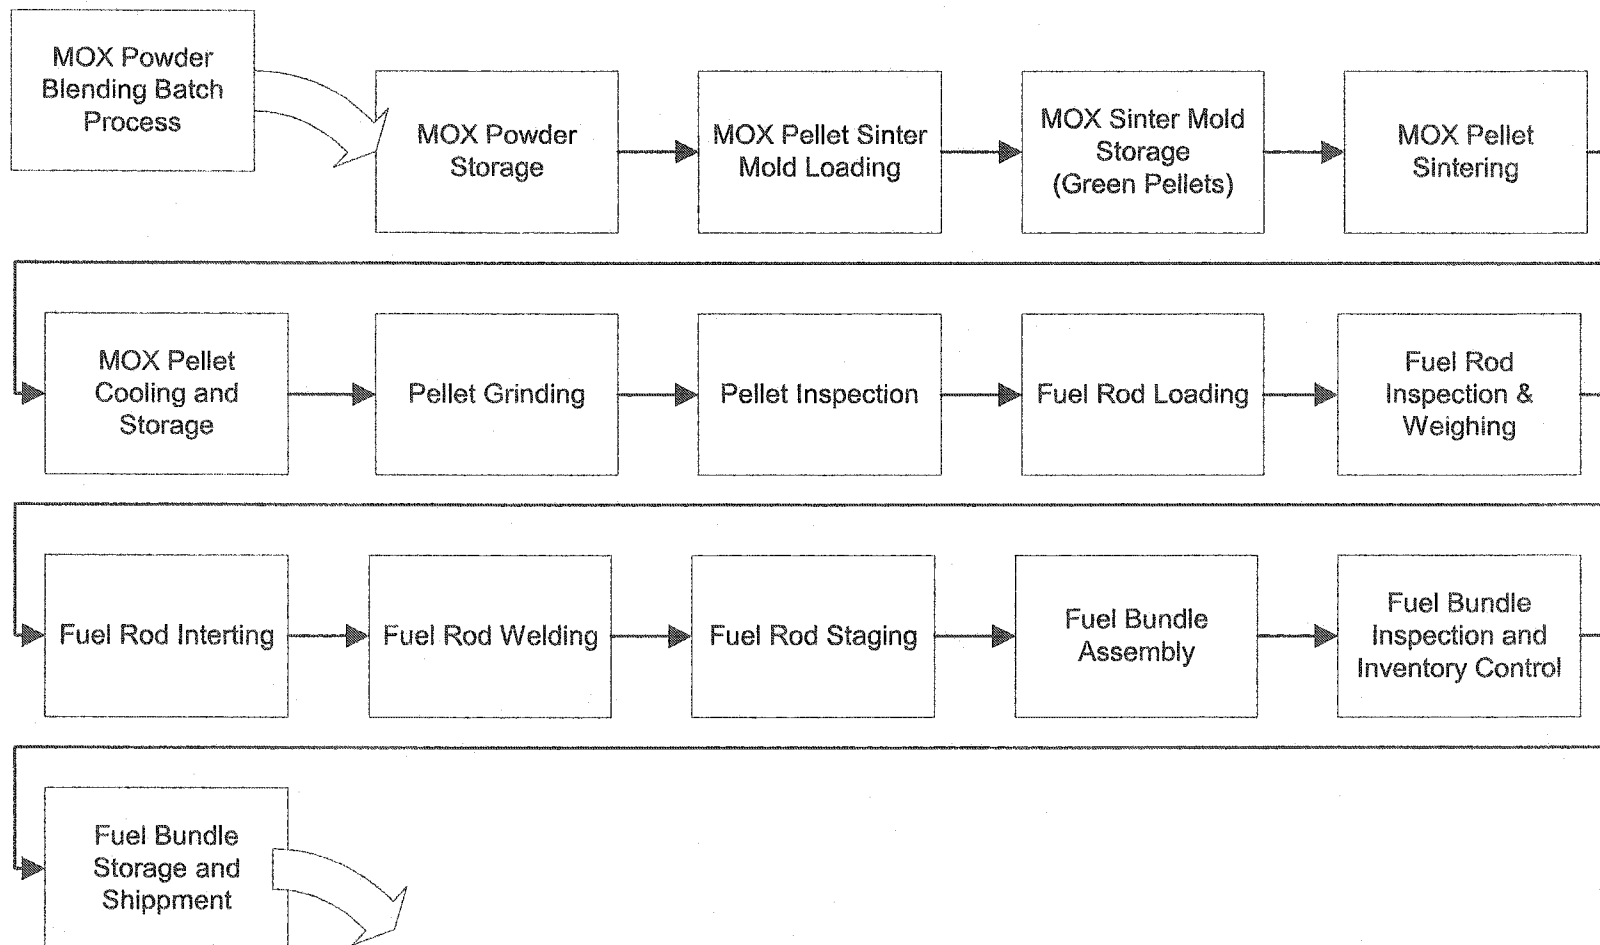 MOX Powder
Blending Batch
Process
MOX Powder
Storage
MOX Pellet Sinter
Mold Loading
MOX Sinter Mold
Storage
(Green Pellets)
MOX Pellet
Sintering
MOX Pellet
Cooling and
Storage
Pellet Grinding
Pellet Inspection
Fuel Rod Loading
Fuel Rod
Inspection &
Weighing
Fuel Rod Interting
Fuel Rod Welding
Fuel Rod Staging
Fuel Bundle
Assembly
Fuel Bundle
Inspection and
Inventory Control
Fuel Bundle
Storage and
Shippment